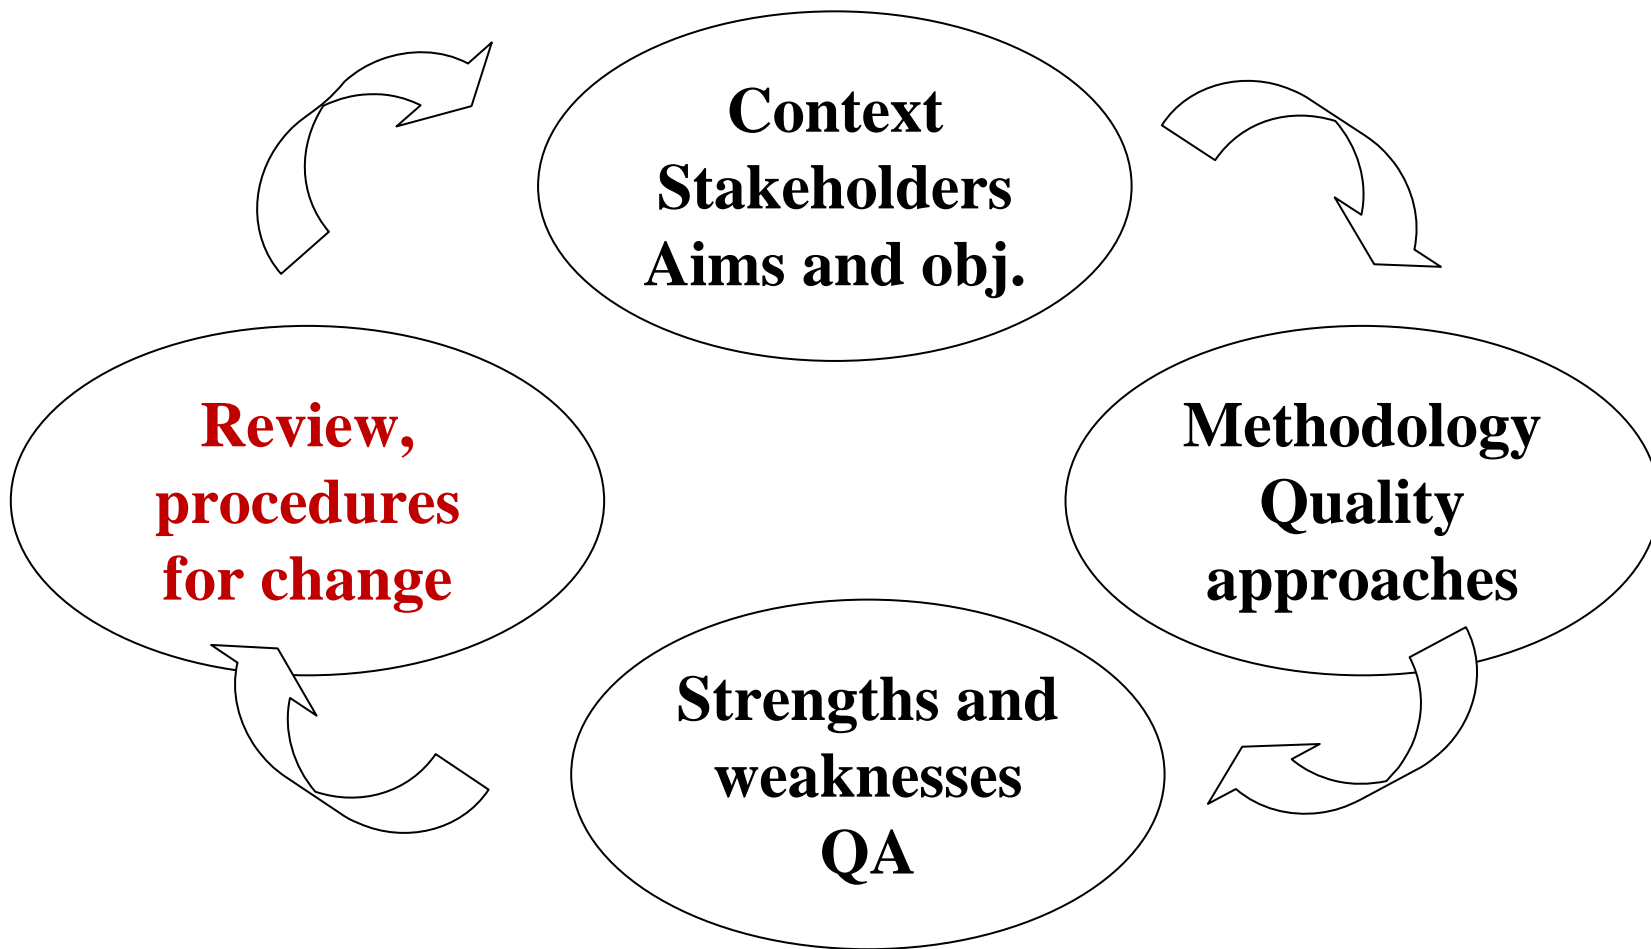 Context
Stakeholders
Aims and obj.
Review,
procedures
for change
Methodology
Quality
approaches
Strengths and
weaknesses
QA